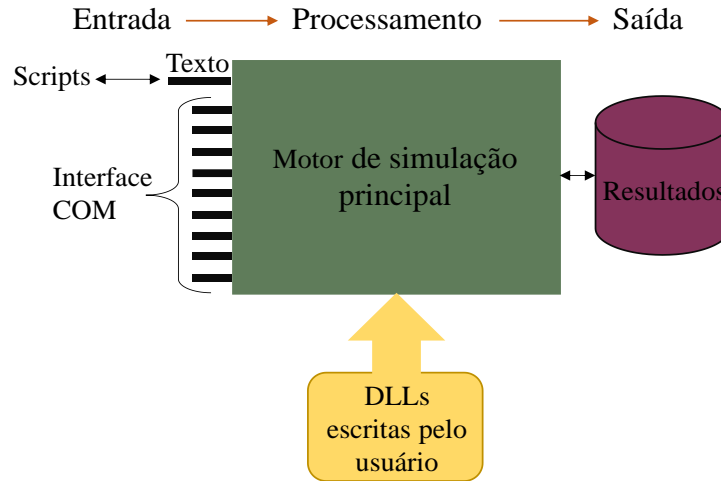 Entrada
Processamento
Saída
Texto
Scripts
Interface
COM
Motor de simulação
principal
Resultados
DLLs
escritas pelo
usuário